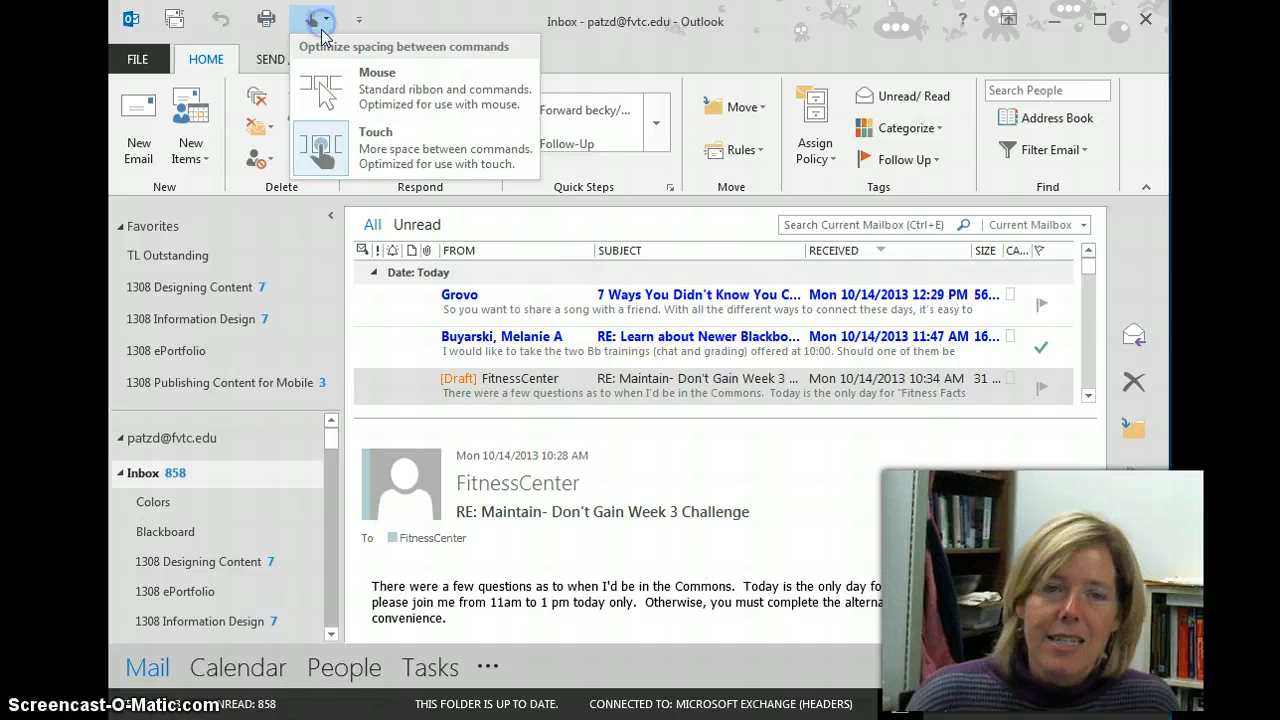 Inbox - patzd@fvtc.edu - Outlook
?
FILE
HOME
SEND
Optimize spacing between commands
Mouse
Standard ribbon and commands.
Optimized for use with mouse.
Touch
More space between commands.
Optimized for use with touch.
New
Email
New
Items
Forward becky/...
Follow-Up
Move
Rules
Assign
Policy
Unread/ Read
Categorize
Follow Up
Search People
Address Book
Filter Email
New
Delete
Respond
Quick Steps
Move
Tags
Find
Favorites
TL Outstanding
1308 Designing Content 7
1308 Information Design 7
1308 ePortfolio
1308 Publishing Content for Mobile 3
patzd@fvtc.edu
Inbox 858
Colors
Blackboard
1308 Designing Content 7
1308 ePortfolio
1308 Information Design 7
All Unread
Search Current Mailbox (Ctrl+E)
Current Mailbox
! FROM SUBJECT RECEIVED SIZE CA...
Date: Today
Grovo 7 Ways You Didn't Know You C... Mon 10/14/2013 12:29 PM 56...
So you want to share a song with a friend. With all the different ways to connect these days, it's easy to
Buyarski, Melanie A RE: Learn about Newer Blackbo... Mon 10/14/2013 11:47 AM 16...
I would like to take the two Bb trainings (chat and grading) offered at 10:00. Should one of them be
[Draft] FitnessCenter RE: Maintain- Don't Gain Week 3 ... Mon 10/14/2013 10:34 AM 31 ...
There were a few questions as to when I'd be in the Commons. Today is the only day for "Fitness Facts
Mon 10/14/2013 10:28 AM
FitnessCenter
RE: Maintain- Don't Gain Week 3 Challenge
To FitnessCenter
There were a few questions as to when I'd be in the Commons. Today is the only day fo
please join me from 11am to 1 pm today only. Otherwise, you must complete the alterna
convenience.
Mail Calendar People Tasks ...
Screencast-O-Matic.com
READ: 858
THIS FOLDER IS UP TO DATE.
CONNECTED TO: MICROSOFT EXCHANGE (HEADERS)